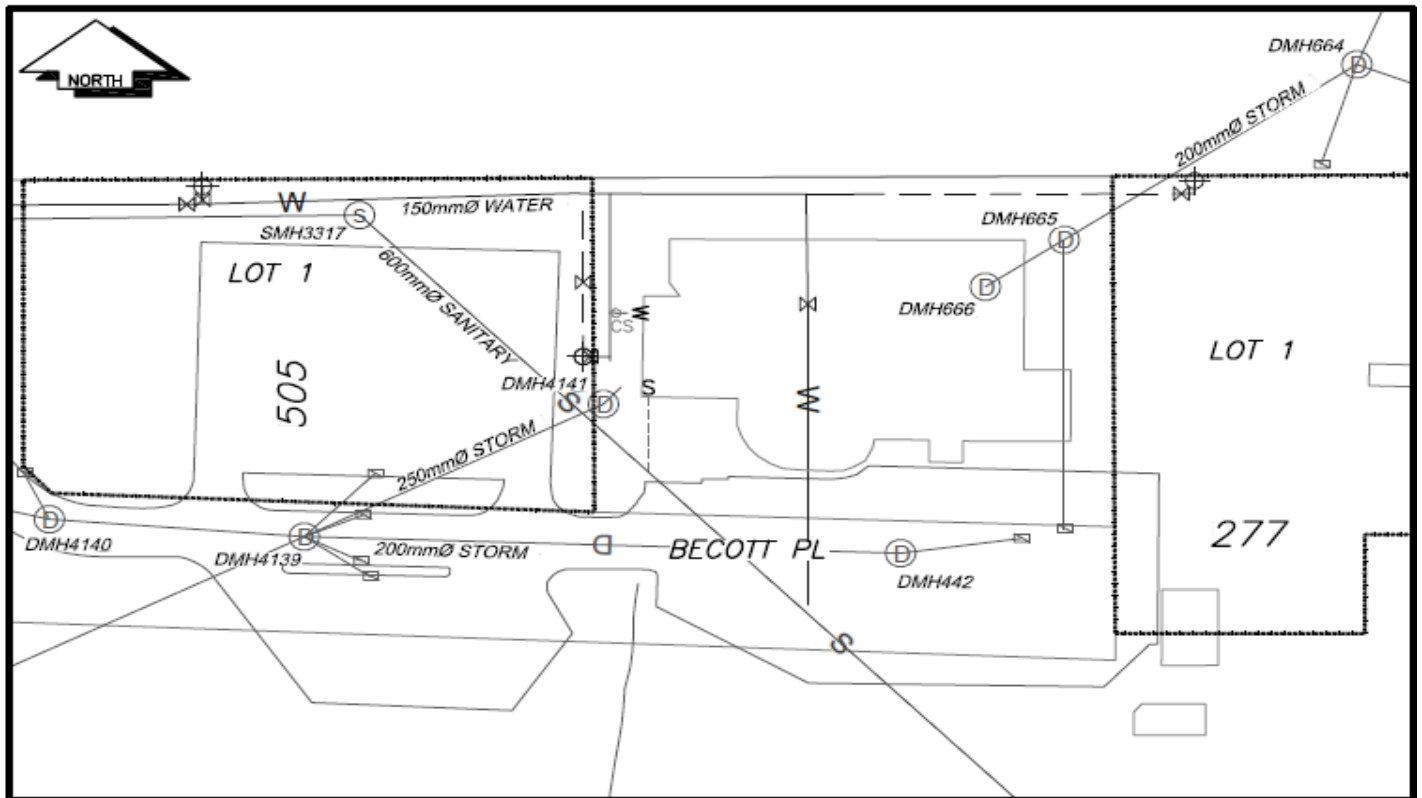 NORTH
DMH664
200mmØ STORM
W
150mmØ WATER
S
SMH3317
DMH665
D
D
LOT 1
600mmØ SANITARY
D
DMH666
CS
W
LOT 1
505
DMH4141
S
S
D
W
250mmØ STORM
277
D
DMH4140
D
DMH4139
200mmØ STORM
D
BECOTT PL
D
DMH442
S